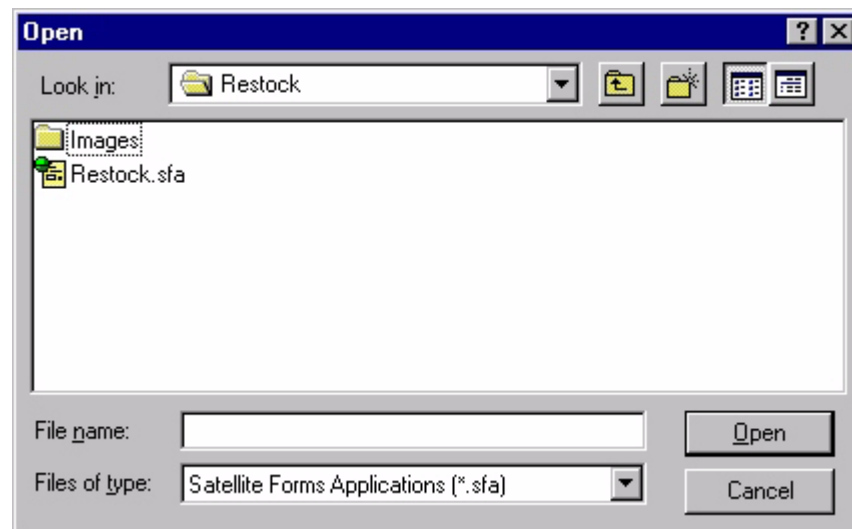 Open
Look in: Restock
Images
Restock.sfa
File name: Open
Files of type: Satellite Forms Applications (*.sfa) Cancel